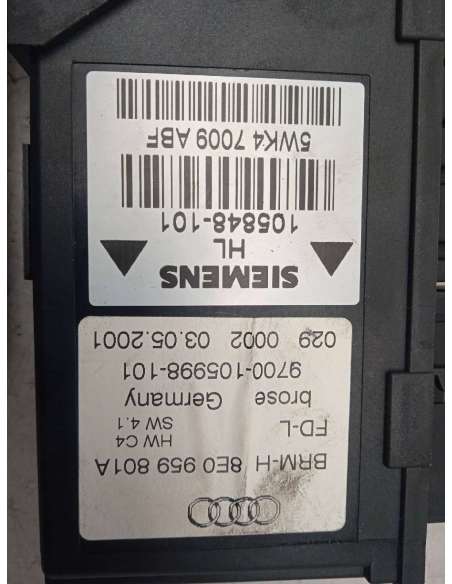 BRM-H 8E0 959 801A
FD-L HW C4
SW 4.1
brose Germany
9700-105998-101
029 0002 03.05.2001
SIEMENS
HL
105848-101
5WK4 7009 ABF